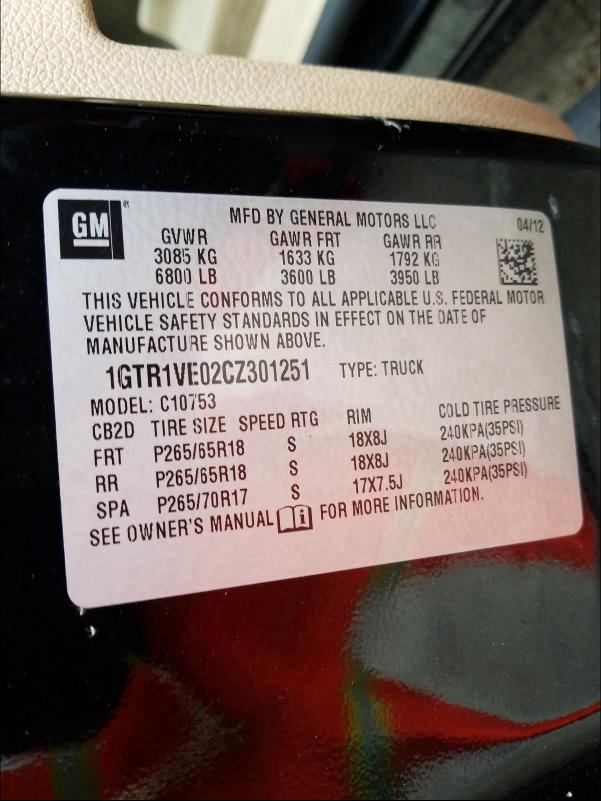 GM
MFD BY GENERAL MOTORS LLC 04/12
GVWR GAWR FRT GAWR RR
3085 KG 1633 KG 1792 KG
6800 LB 3600 LB 3950 LB
THIS VEHICLE CONFORMS TO ALL APPLICABLE U.S. FEDERAL MOTOR
VEHICLE SAFETY STANDARDS IN EFFECT ON THE DATE OF
MANUFACTURE SHOWN ABOVE.
1GTR1VE02CZ301251 TYPE: TRUCK
MODEL: C10753
CB2D TIRE SIZE SPEED RTG RIM COLD TIRE PRESSURE
FRT P265/65R18 S 18X8J 240KPA(35PSI)
RR P265/65R18 S 18X8J 240KPA(35PSI)
SPA P265/70R17 S 17X7.5J 240KPA(35PSI)
SEE OWNER'S MANUAL i FOR MORE INFORMATION.